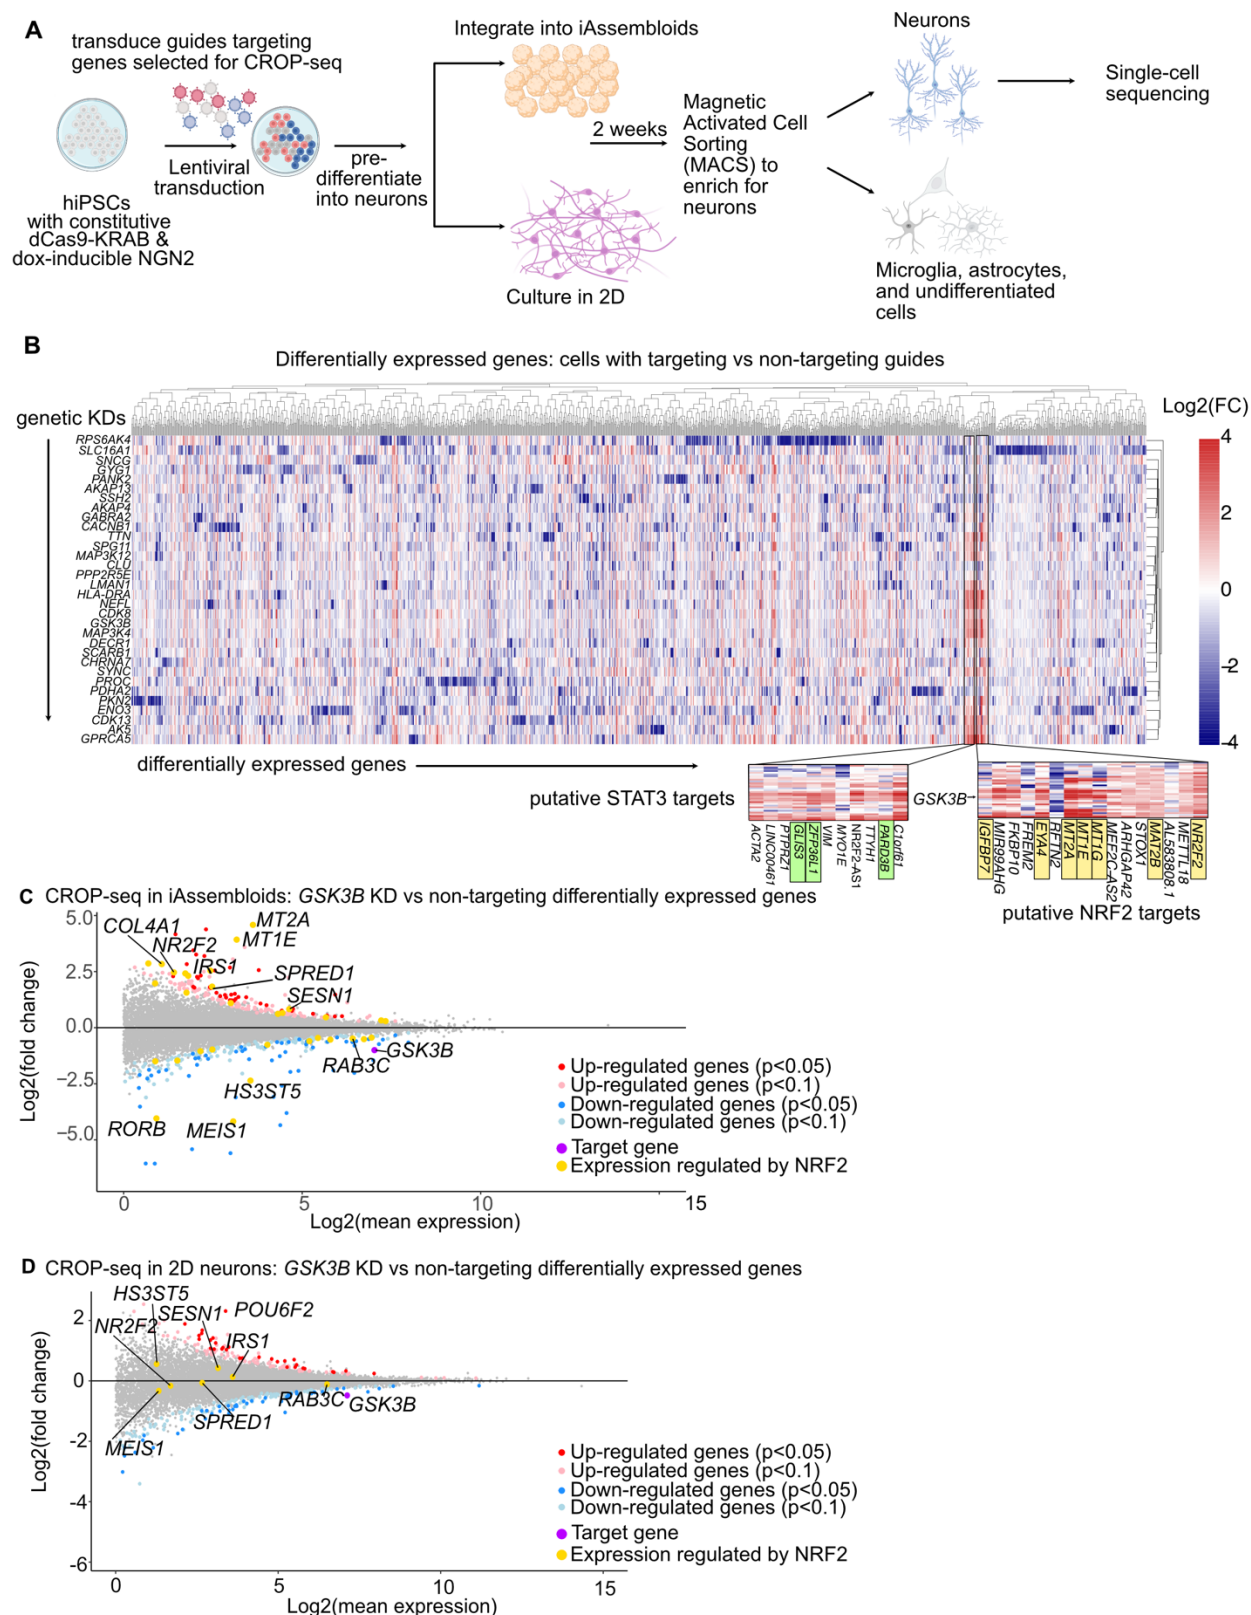 A
transduce guides targeting
genes selected for CROP-seq
Lentiviral
transduction
hiPSCs
with constitutive
dCas9-KRAB &
dox-inducible NGN2
pre-
differentiate
into neurons
Integrate into iAssembloids
Culture in 2D
2 weeks
Magnetic
Activated Cell
Sorting
(MACS) to
enrich for
neurons
Neurons
Microglia, astrocytes,
and undifferentiated
cells
Single-cell
sequencing
B
Differentially expressed genes: cells with targeting vs non-targeting guides
genetic KDs
RPS6AK4
SLC16A1
SNCG
GYG1
PANK2
AKAP13
SSH2
AKAP4
GABRA2
CACNB1
TTN
SPG11
MAP3K12
CLU
PPP2R5E
LMAN1
HLA-DRA
NEFL
CDK8
GSK3B
MAP3K4
DECR1
SCARB1
CHRNA7
SYNC
PROC
PDHA2
PKN2
ENO3
CDK13
AK5
GPRCA5
Log2(FC)
4
2
0
-2
-4
differentially expressed genes
putative STAT3 targets
ACTA2
LINC00461
PTPRZ1
GLIS3
ZFP36L1
VIM
MYO1E
NR2F2-AS1
TTYH1
PARD3B
C1orf61
GSK3B
IGFBP7
MIR99AHG
FKBP10
FREM2
EYA4
RFTN2
MT2A
MT1E
MT1G
MEF2C-AS2
ARHGAP42
STOX1
MAT2B
AL583808.1
METTL18
NR2F2
putative NRF2 targets
C CROP-seq in iAssembloids: GSK3B KD vs non-targeting differentially expressed genes
Log2(fold change)
5.0
2.5
0.0
−2.5
−5.0
COL4A1
NR2F2
IRS1
MT2A
MT1E
SPRED1
SESN1
RAB3C
GSK3B
HS3ST5
RORB
MEIS1
Up-regulated genes (p<0.05)
Up-regulated genes (p<0.1)
Down-regulated genes (p<0.05)
Down-regulated genes (p<0.1)
Target gene
Expression regulated by NRF2
0
5
10
15
Log2(mean expression)
D CROP-seq in 2D neurons: GSK3B KD vs non-targeting differentially expressed genes
Log2(fold change)
2
0
-2
-4
-6
HS3ST5
SESN1
POU6F2
NR2F2
IRS1
RAB3C
GSK3B
SPRED1
MEIS1
Up-regulated genes (p<0.05)
Up-regulated genes (p<0.1)
Down-regulated genes (p<0.05)
Down-regulated genes (p<0.1)
Target gene
Expression regulated by NRF2
0
5
10
15
Log2(mean expression)